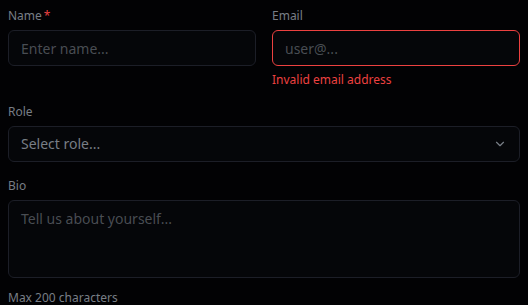 Name *
Email
Enter name...
user@...
Invalid email address
Role
Select role...
Bio
Tell us about yourself...
Max 200 characters